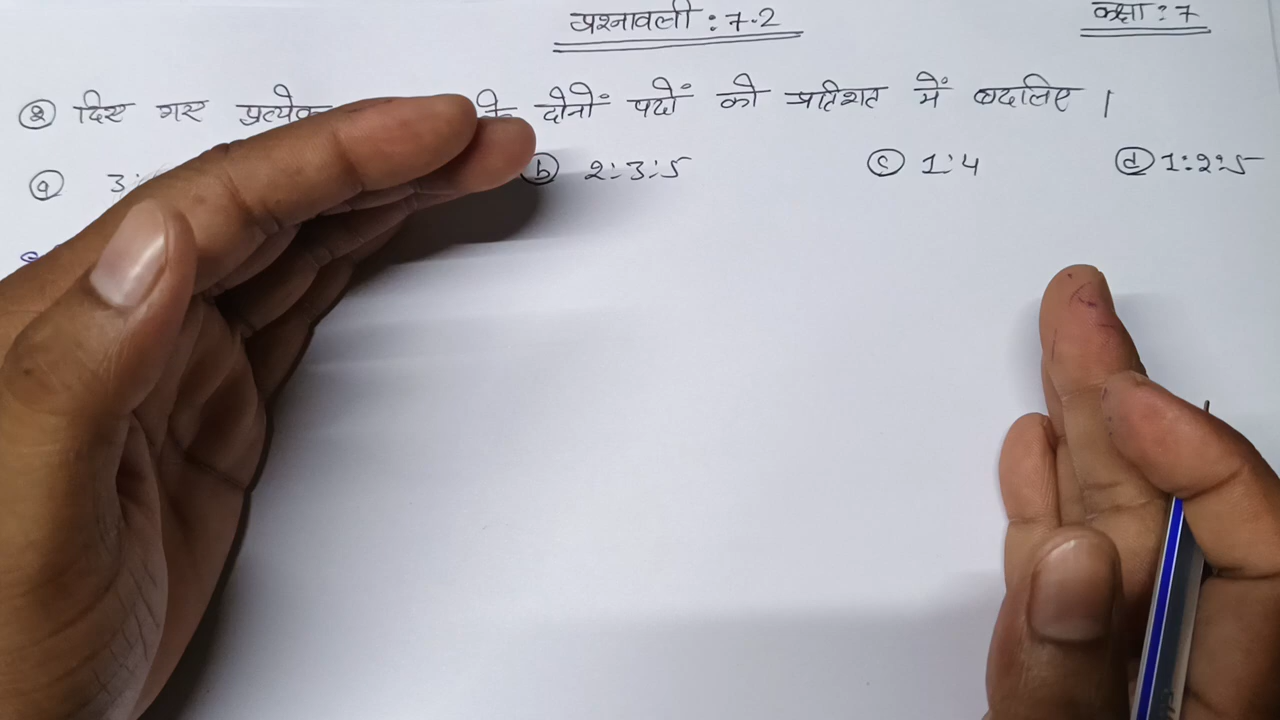 प्रश्नावली : 7.2 कक्षा : 7
② दिए गए प्रत्येक के दोनों पदों को प्रतिशत में बदलिए ।
ⓐ 3: ⓑ 2:3:5 ⓒ 1:4 ⓓ 1:2:5